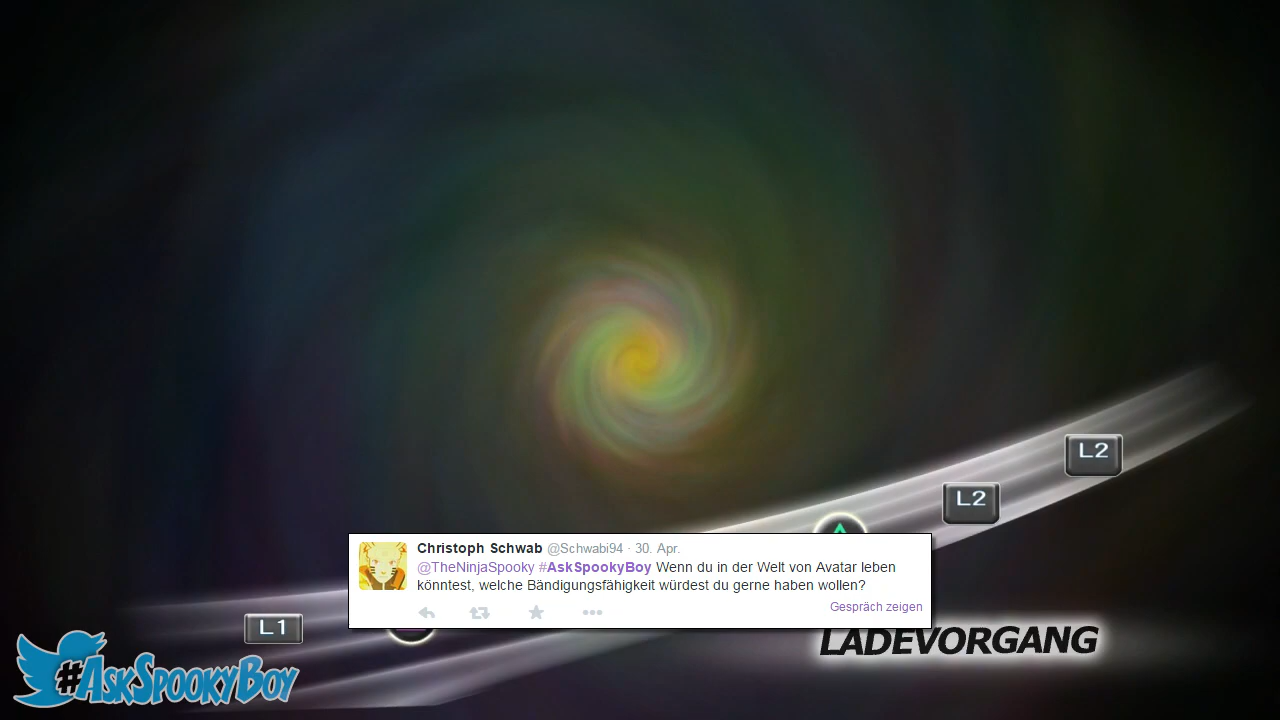 L2
L2
Christoph Schwab @Schwabi94 · 30. Apr.
@TheNinjaSpooky #AskSpookyBoy Wenn du in der Welt von Avatar leben
könntest, welche Bändigungsfähigkeit würdest du gerne haben wollen?
Gespräch zeigen
L1
LADEVORGANG
#AskSpookyBoy